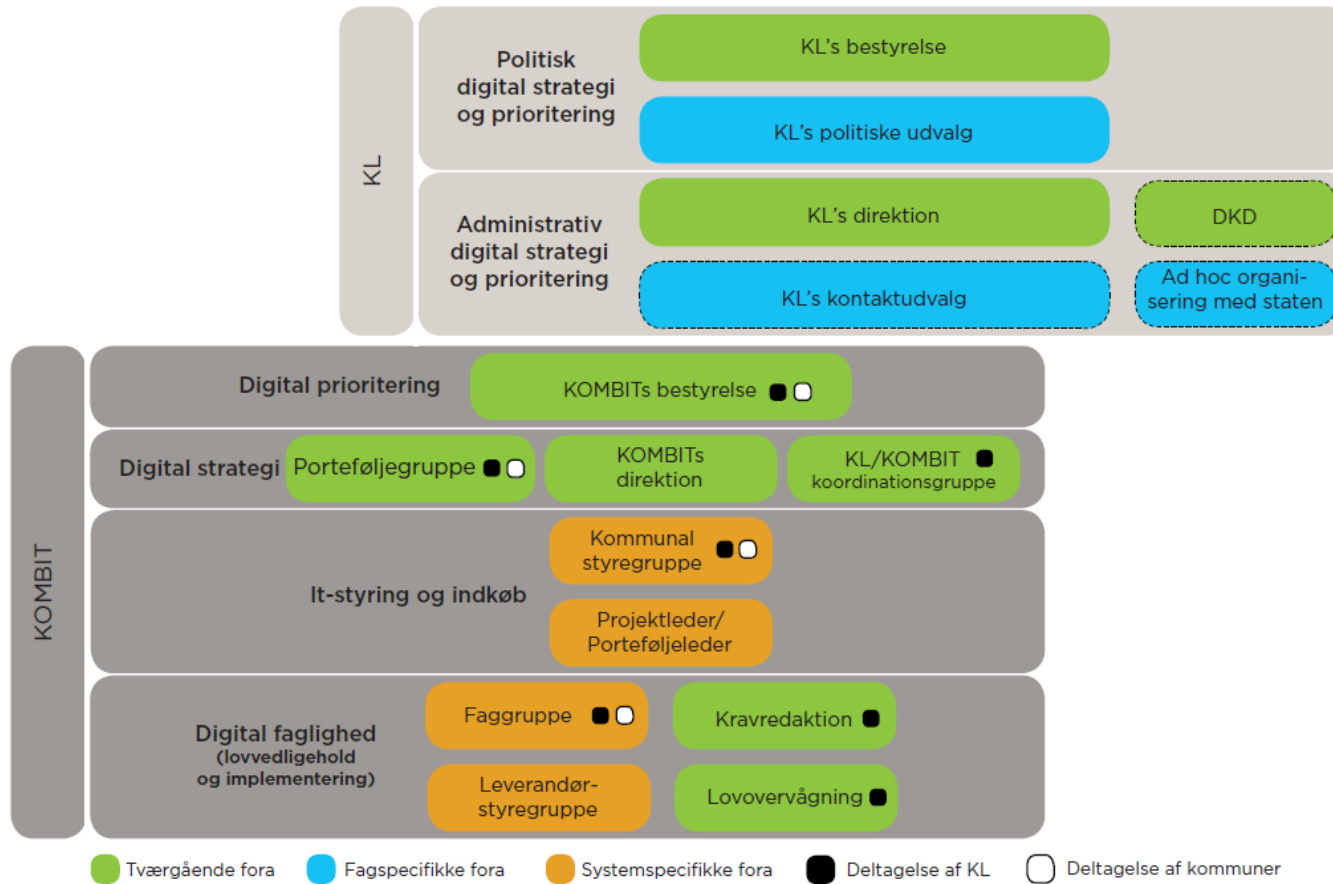 KL
Politisk
digital strategi
og prioritering
KL's bestyrelse
KL's politiske udvalg
Administrativ
digital strategi
og prioritering
KL's direktion
DKD
KL's kontaktudvalg
Ad hoc organi-
sering med staten
KOMBIT
Digital prioritering
KOMBITs bestyrelse
Digital strategi
Porteføljegruppe
KOMBITs
direktion
KL/KOMBIT
koordinationsgruppe
It-styring og indkøb
Kommunal
styregruppe
Projektleder/
Porteføljeleder
Digital faglighed
(lovvedligehold
og implementering)
Faggruppe
Kravredaktion
Leverandør-
styregruppe
Lovovervågning
Tværgående fora
Fagspecifikke fora
Systemspecifikke fora
Deltagelse af KL
Deltagelse af kommuner